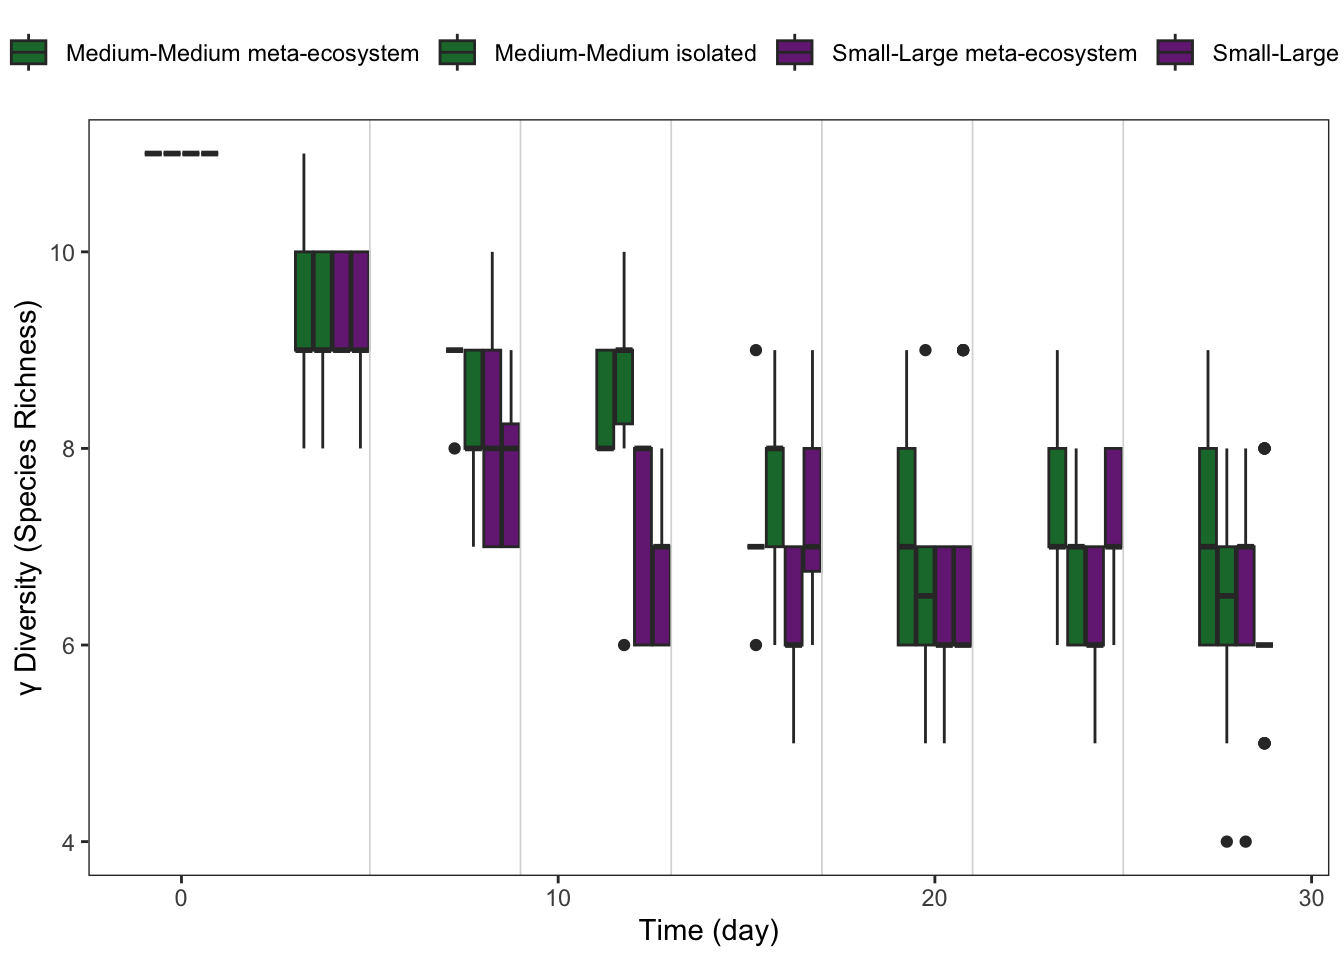 Medium-Medium meta-ecosystem Medium-Medium isolated Small-Large meta-ecosystem Small-Large
10
8
6
4
γ Diversity (Species Richness)
0 10 20 30
Time (day)